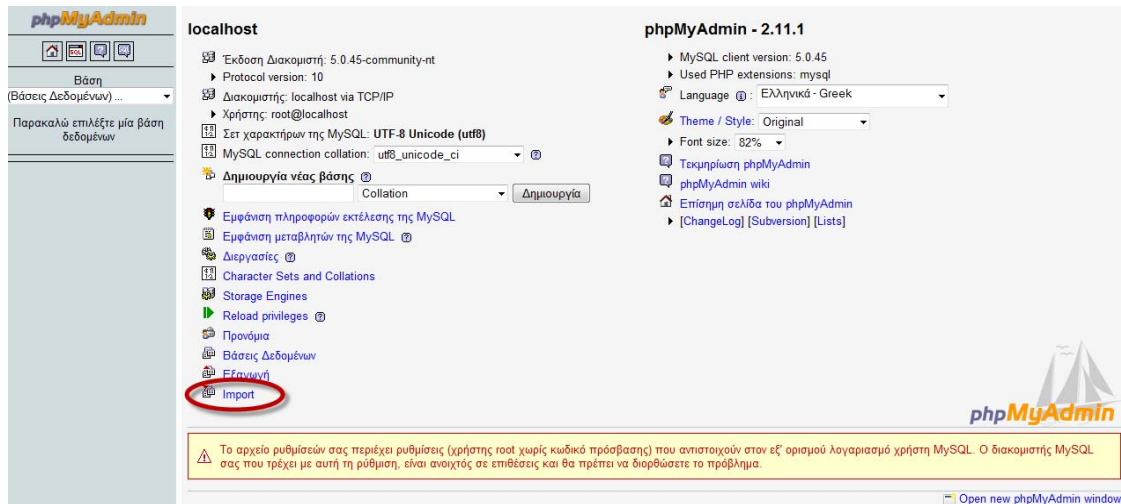 phpMyAdmin
SQL
Βάση
(Βάσεις Δεδομένων) ...
Παρακαλώ επιλέξτε μία βάση
δεδομένων
localhost
Έκδοση Διακομιστή: 5.0.45-community-nt
Protocol version: 10
Διακομιστής: localhost via TCP/IP
Χρήστης: root@localhost
Σετ χαρακτήρων της MySQL: UTF-8 Unicode (utf8)
MySQL connection collation: utf8_unicode_ci
Δημιουργία νέας βάσης
Collation
Δημιουργία
Εμφάνιση πληροφορών εκτέλεσης της MySQL
Εμφάνιση μεταβλητών της MySQL
Διεργασίες
Character Sets and Collations
Storage Engines
Reload privileges
Προνόμια
Βάσεις Δεδομένων
Εξαγωγή
Import
phpMyAdmin - 2.11.1
MySQL client version: 5.0.45
Used PHP extensions: mysql
Language : Ελληνικά - Greek
Theme / Style: Original
Font size: 82%
Τεκμηρίωση phpMyAdmin
phpMyAdmin wiki
Επίσημη σελίδα του phpMyAdmin
[ChangeLog] [Subversion] [Lists]
phpMyAdmin
Το αρχείο ρυθμίσεών σας περιέχει ρυθμίσεις (χρήστης root χωρίς κωδικό πρόσβασης) που αντιστοιχούν στον εξ' ορισμού λογαριασμό χρήστη MySQL. Ο διακομιστής MySQL
σας που τρέχει με αυτή τη ρύθμιση, είναι ανοιχτός σε επιθέσεις και θα πρέπει να διορθώσετε το πρόβλημα.
Open new phpMyAdmin window